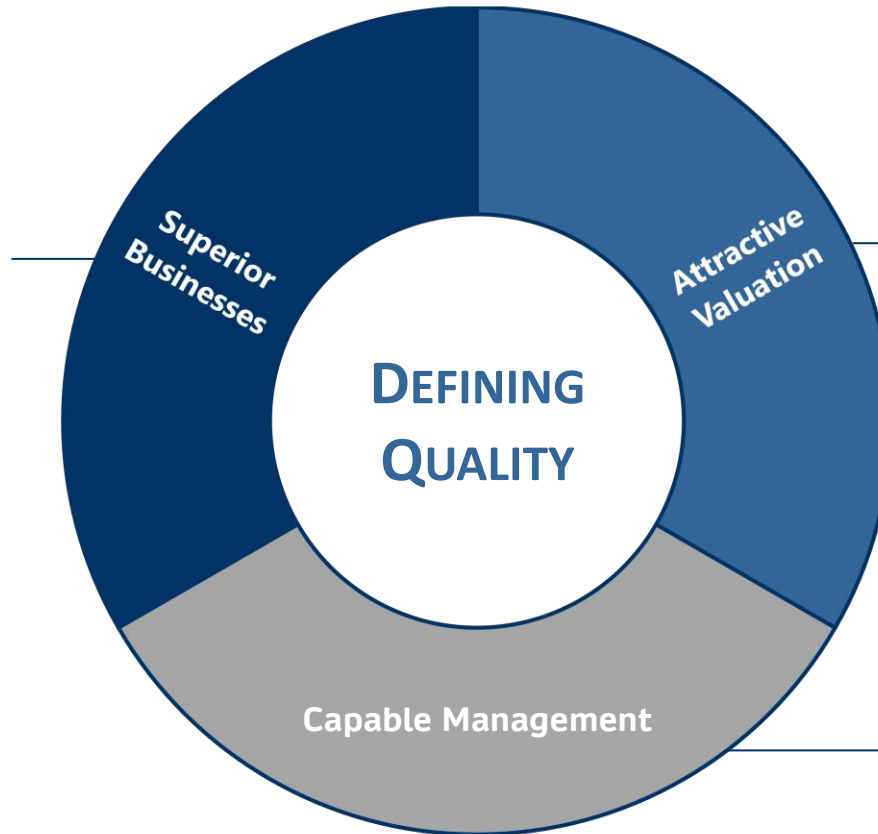 Superior
Businesses
Attractive
Valuation
DEFINING
QUALITY
Capable Management